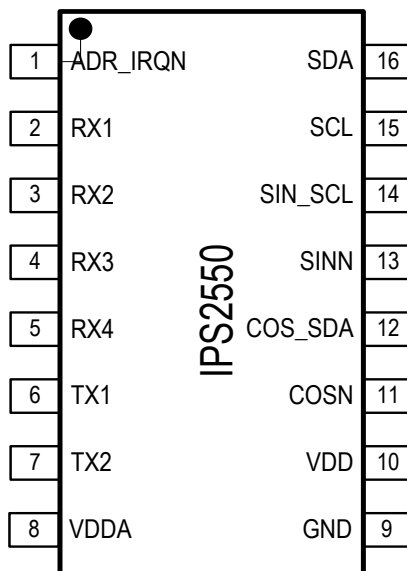 1 ADR_IRQN SDA 16
2 RX1 SCL 15
3 RX2 SIN_SCL 14
4 RX3 SINN 13
5 RX4 COS_SDA 12
6 TX1 COSN 11
7 TX2 VDD 10
8 VDDA GND 9
IPS2550